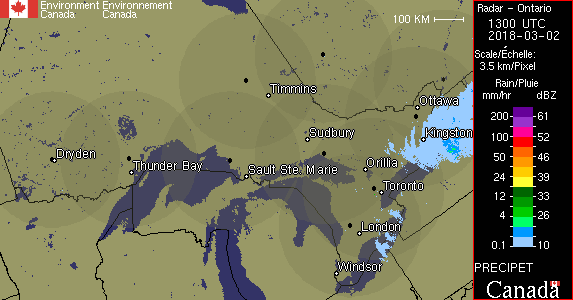 Environment Environnement
Canada Canada
100 KM
Timmins
Ottawa
Sudbury
Kingston
Dryden
Thunder Bay
Sault Ste. Marie
Orillia
Toronto
London
Windsor
Radar - Ontario
1300 UTC
2018-03-02
Scale/Échelle:
3.5 km/Pixel
Rain/Pluie
mm/hr dBZ
200 61
100 52
50 46
24 39
12 33
4 26
0.1 10
PRECIPET
Canada